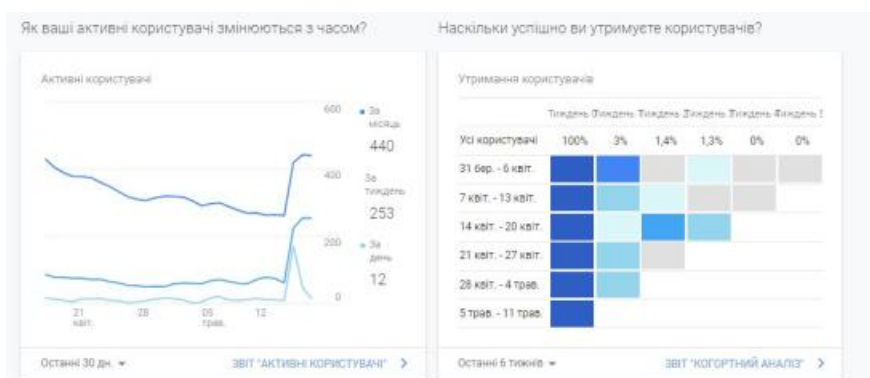 Як ваші активні користувачі змінюються з часом?
Активні користувачі
600
400
200
0
За
місяць
440
За
тиждень
253
За
день
12
21
квіт.
28
05
трав.
12
Останні 30 дн.
ЗВІТ "АКТИВНІ КОРИСТУВАЧІ"
Наскільки успішно ви утримуєте користувачів?
Утримання користувачів
Тиждень Тиждень Тиждень Тиждень Тиждень Тиждень
Усі користувачі 100% 3% 1,4% 1,3% 0% 0%
31 бер. - 6 квіт.
7 квіт. - 13 квіт.
14 квіт. - 20 квіт.
21 квіт. - 27 квіт.
28 квіт. - 4 трав.
5 трав. - 11 трав.
Останні 6 тижнів
ЗВІТ "КОГОРТНИЙ АНАЛІЗ"